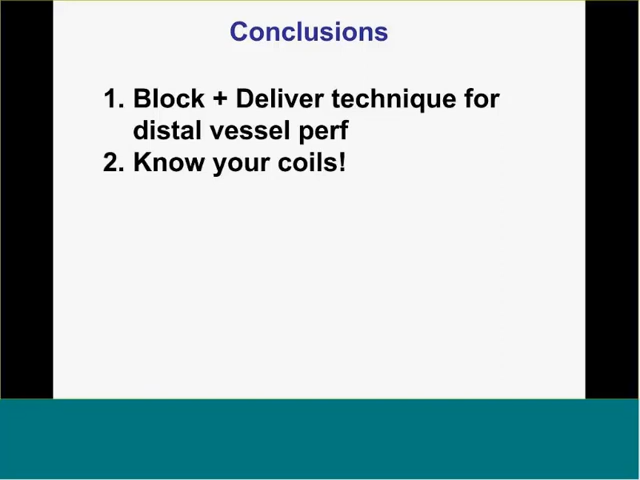 Conclusions
1. Block + Deliver technique for
distal vessel perf
2. Know your coils!